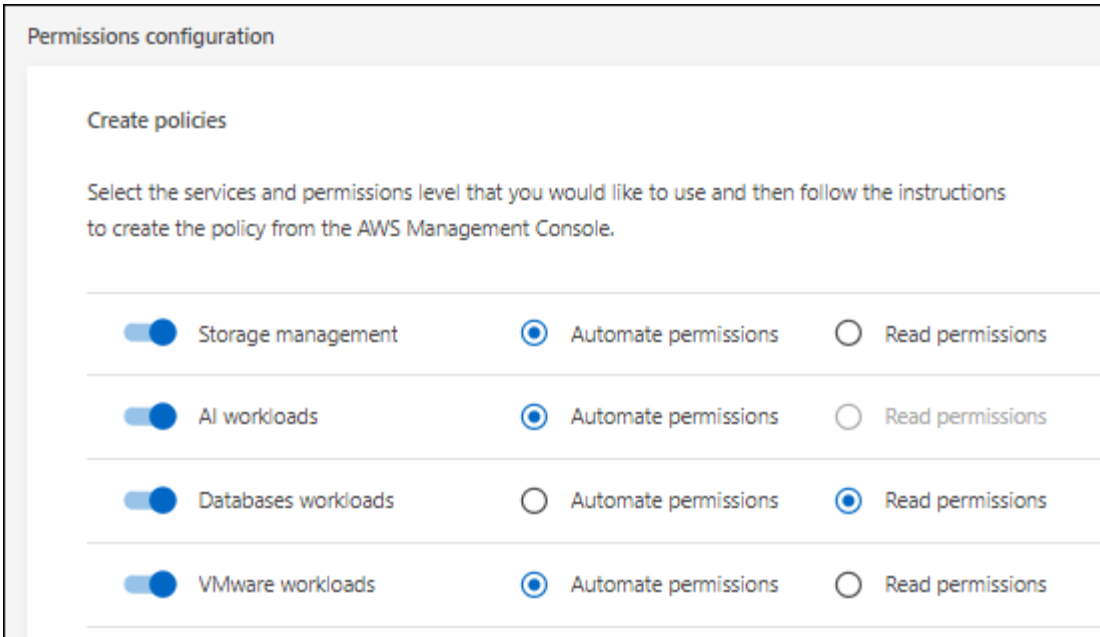 Permissions configuration
Create policies
Select the services and permissions level that you would like to use and then follow the instructions
to create the policy from the AWS Management Console.
Storage management Automate permissions Read permissions
AI workloads Automate permissions Read permissions
Databases workloads Automate permissions Read permissions
VMware workloads Automate permissions Read permissions